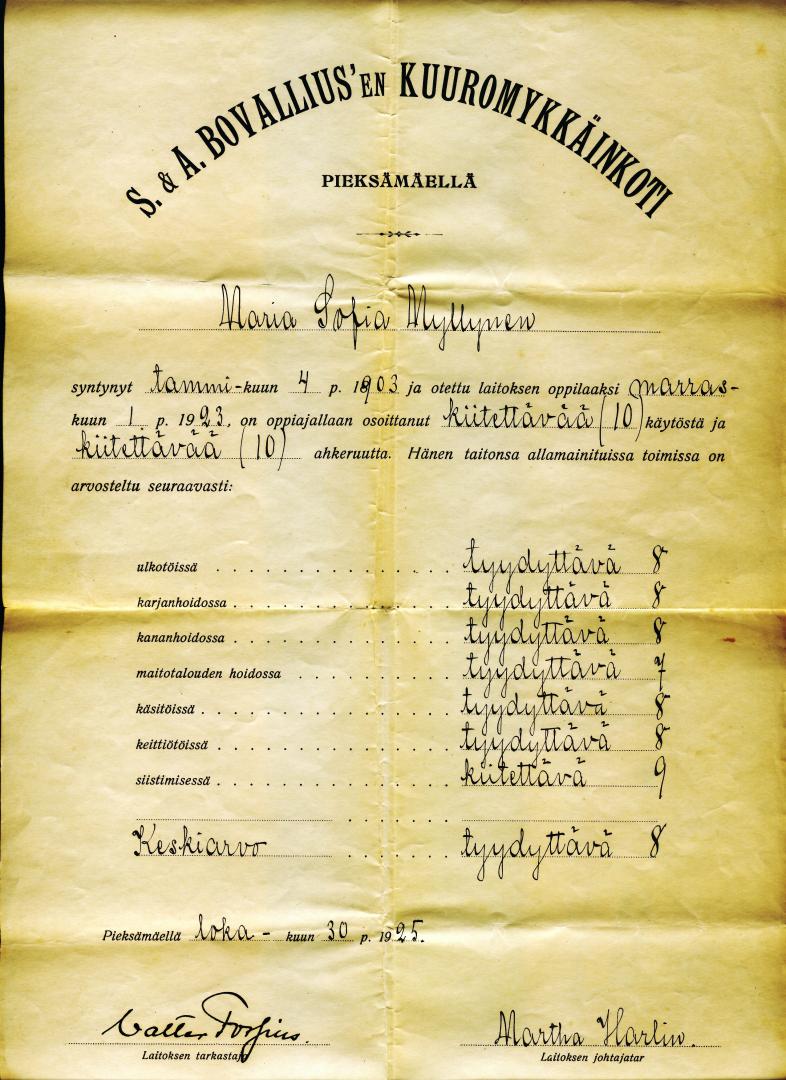 S. & A. BOVALLIUS'EN KUUROMYKKÄINKOTI
PIEKSÄMÄELLÄ
Maria Sofia Myllynen
syntynyt tammi-kuun 4 p. 1903 ja otettu laitoksen oppilaaksi marras-
kuun 1 p. 1923, on oppiajallaan osoittanut kiitettävää (10) käytöstä ja
kiitettävää (10) ahkeruutta. Hänen taitonsa allamainituissa toimissa on
arvosteltu seuraavasti:
ulkotöissä . . . . . . . . . . . . . . tyydyttävä 8
karjanhoidossa . . . . . . . . . . . . . tyydyttävä 8
kananhoidossa . . . . . . . . . . . . . tyydyttävä 8
maitotalouden hoidossa . . . . . . . . . . tyydyttävä 7
käsitöissä . . . . . . . . . . . . . . . tyydyttävä 8
keittiötöissä . . . . . . . . . . . . . . tyydyttävä 8
siistimisessä . . . . . . . . . . . . . . kiitettävä 9
Keskiarvo . . . . . . tyydyttävä 8
Pieksämäellä loka - kuun 30 p. 1925.
Walter Forsius.
Laitoksen tarkastaja
Martha Harlin.
Laitoksen johtajatar